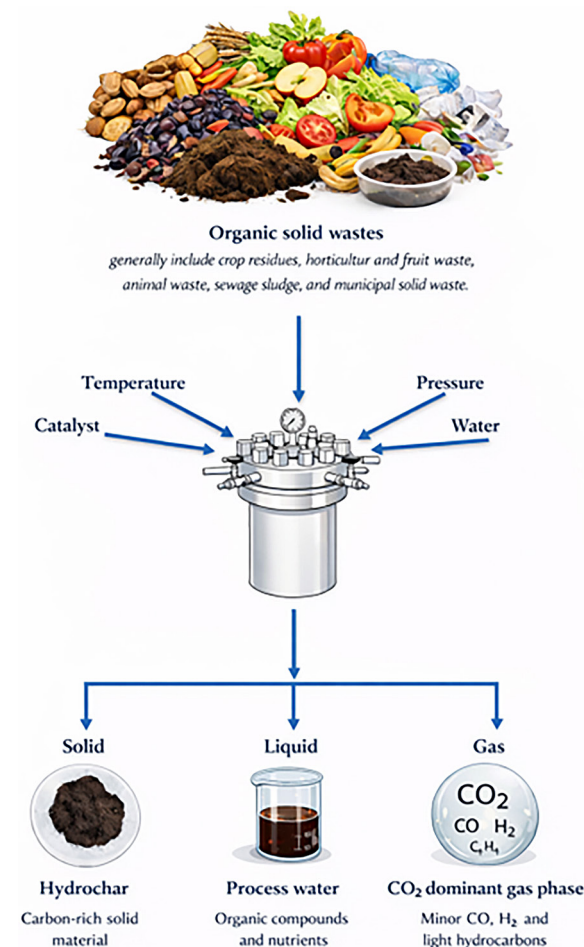 Organic solid wastes
generally include crop residues, horticultur and fruit waste,
animal waste, sewage sludge, and municipal solid waste.
Temperature
Pressure
Catalyst
Water
Solid
Liquid
Gas
CO₂
CO H₂
Hydrochar
Process water
CO₂ dominant gas phase
Carbon-rich solid
material
Organic compounds
and nutrients
Minor CO, H₂ and
light hydrocarbons